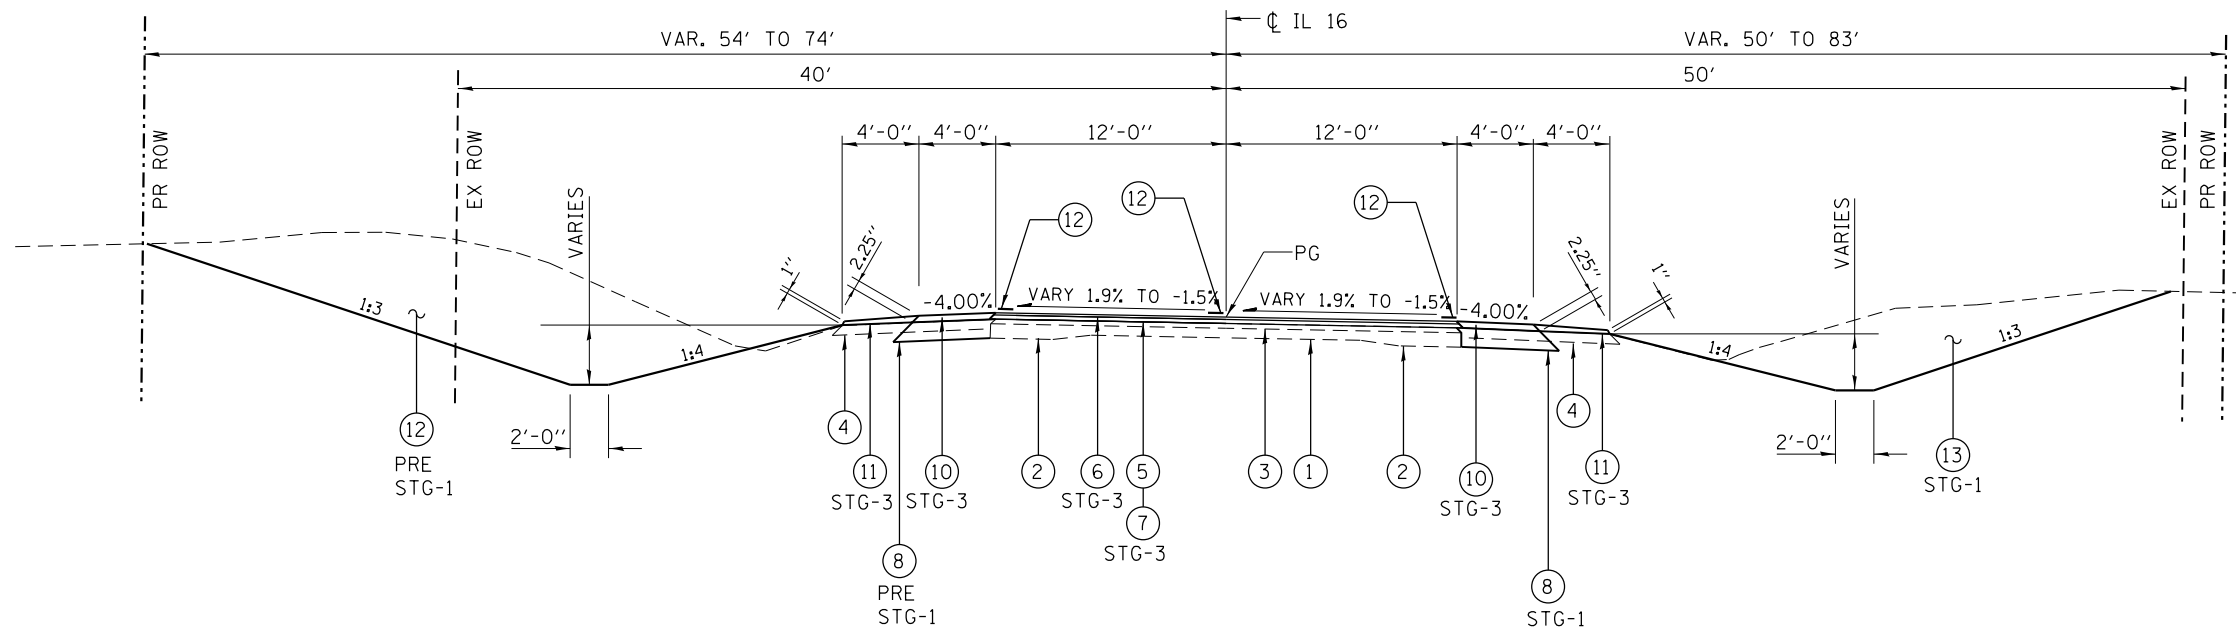 ℄ IL 16
VAR. 54' TO 74'
VAR. 50' TO 83'
40'
50'
4'-0"
4'-0"
12'-0"
12'-0"
4'-0"
4'-0"
PR ROW
EX ROW
EX ROW
PR ROW
VARIES
VARIES
12
12
12
1"
2.25"
2.25"
1"
PG
-4.00%
VARY 1.9% TO -1.5%
VARY 1.9% TO -1.5%
-4.00%
1:3
1:4
1:4
1:3
2'-0"
2'-0"
12
PRE
STG-1
4
11
STG-3
10
STG-3
2
6
STG-3
5
7
STG-3
3
1
2
10
STG-3
4
11
STG-3
13
STG-1
8
PRE
STG-1
8
STG-1